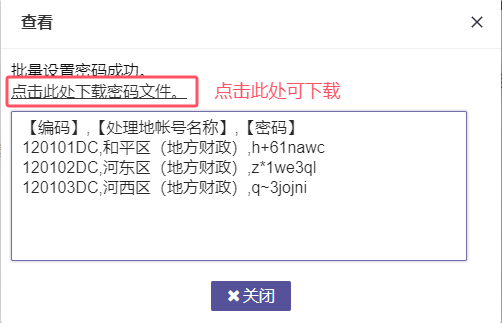 查看
批量设置密码成功。
点击此处下载密码文件。 点击此处可下载
【编码】,【处理地帐号名称】,【密码】
120101DC,和平区（地方财政）,h+61nawc
120102DC,河东区（地方财政）,z*1we3ql
120103DC,河西区（地方财政）,q~3jojni
✖关闭